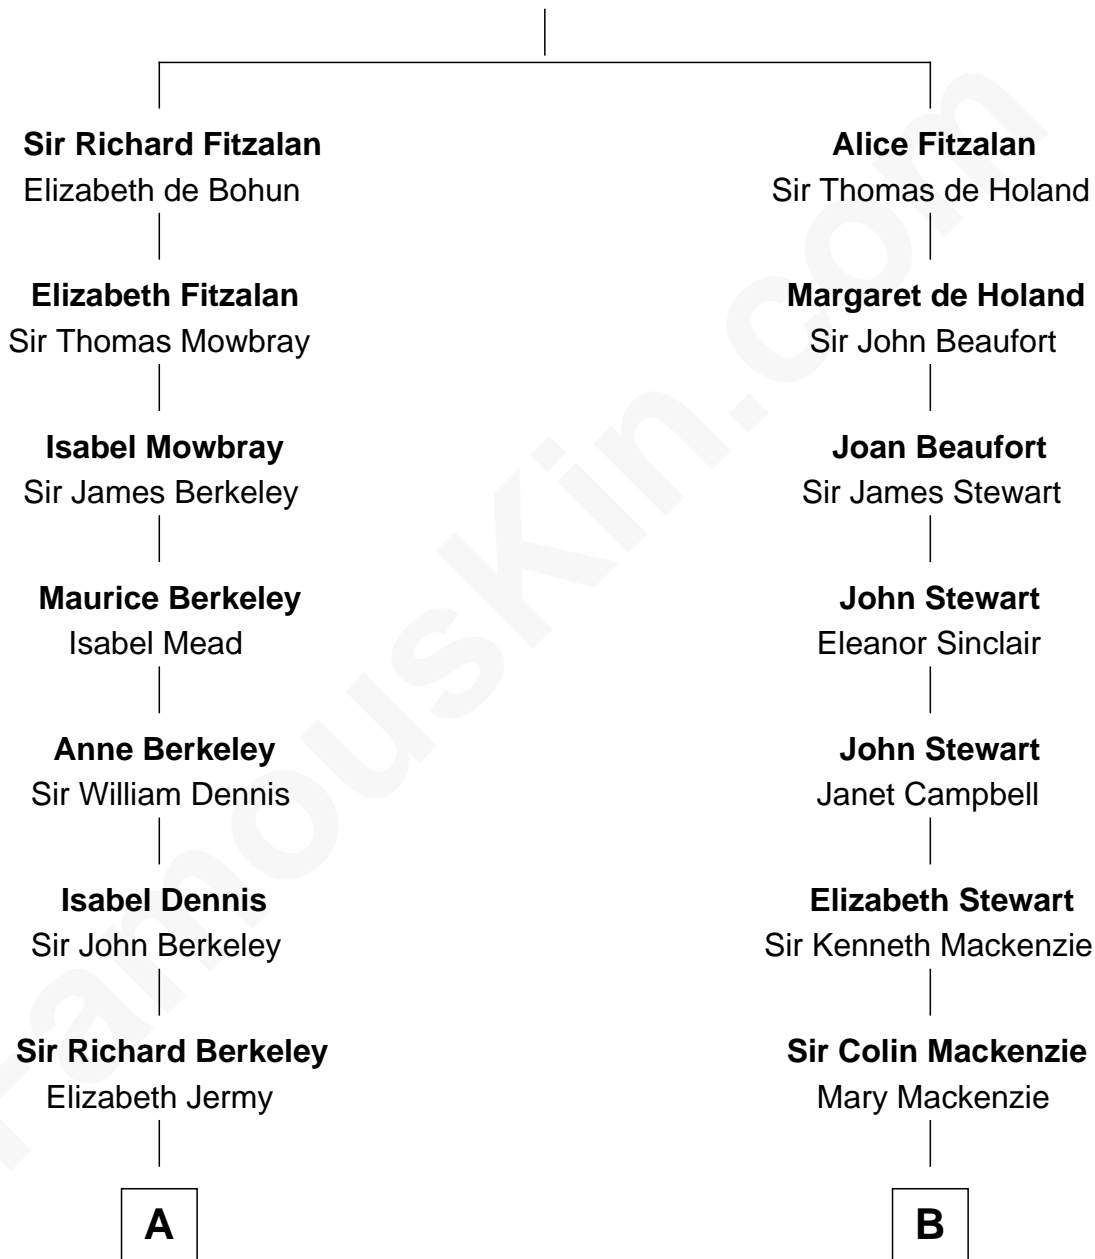 Sir Richard Fitzalan
Elizabeth de Bohun
Elizabeth Fitzalan
Sir Thomas Mowbray
Isabel Mowbray
Sir James Berkeley
Maurice Berkeley
Isabel Mead
Anne Berkeley
Sir William Dennis
Isabel Dennis
Sir John Berkeley
Sir Richard Berkeley
Elizabeth Jermy
A
Alice Fitzalan
Sir Thomas de Holand
Margaret de Holand
Sir John Beaufort
Joan Beaufort
Sir James Stewart
John Stewart
Eleanor Sinclair
John Stewart
Janet Campbell
Elizabeth Stewart
Sir Kenneth Mackenzie
Sir Colin Mackenzie
Mary Mackenzie
B
FamousKin.com